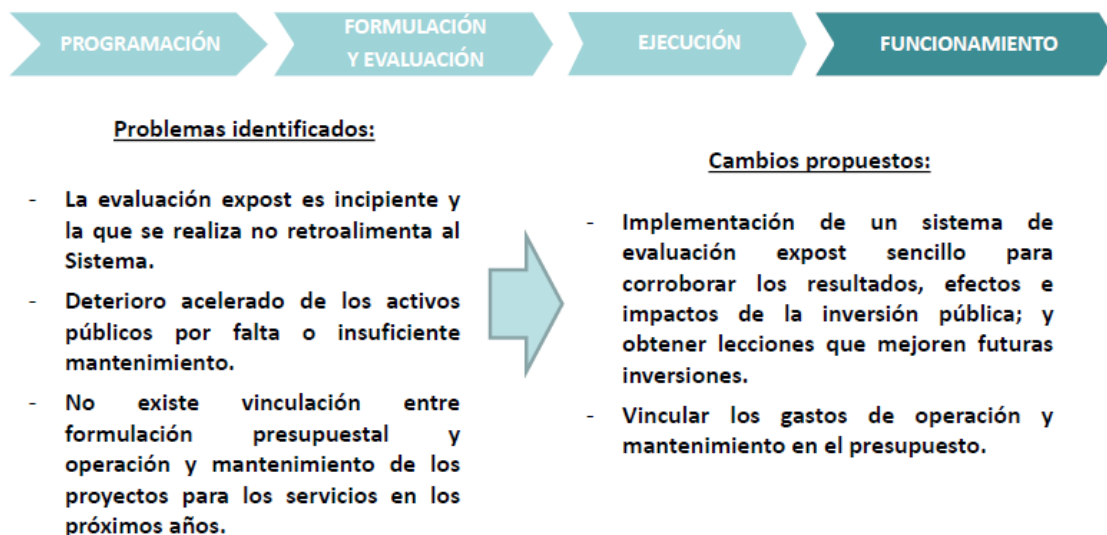 PROGRAMACIÓN
FORMULACIÓN
Y EVALUACIÓN
EJECUCIÓN
FUNCIONAMIENTO
Problemas identificados:
- La evaluación expost es incipiente y
la que se realiza no retroalimenta al
Sistema.
- Deterioro acelerado de los activos
públicos por falta o insuficiente
mantenimiento.
- No existe vinculación entre
formulación presupuestal y
operación y mantenimiento de los
proyectos para los servicios en los
próximos años.
Cambios propuestos:
- Implementación de un sistema de
evaluación expost sencillo para
corroborar los resultados, efectos e
impactos de la inversión pública; y
obtener lecciones que mejoren futuras
inversiones.
- Vincular los gastos de operación y
mantenimiento en el presupuesto.